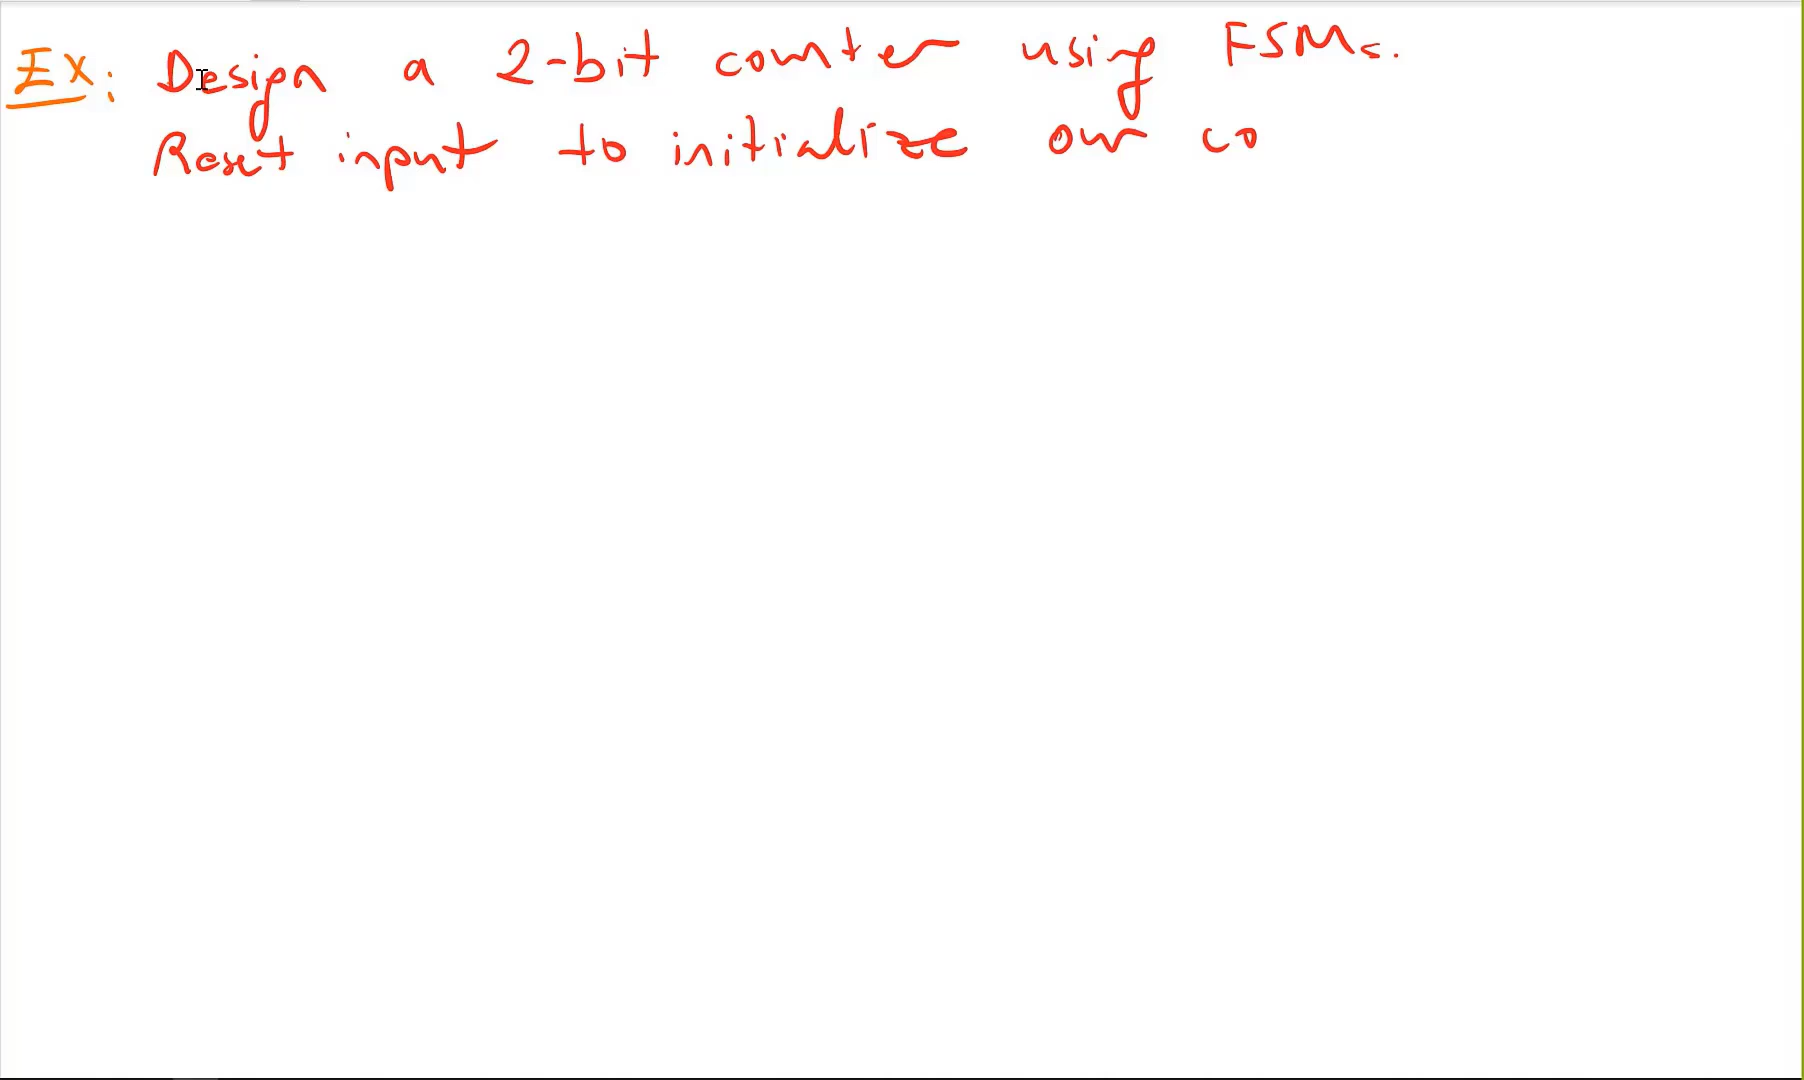 EX: Design a 2-bit counter using FSMs.
Reset input to initialize our co